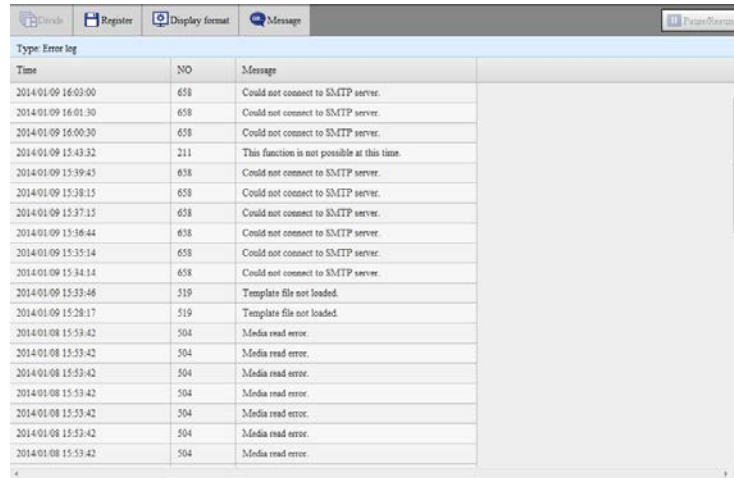 Divide Register Display format Message Pause/Resume
Type: Error log
Time NO Message
2014/01/09 16:03:00 658 Could not connect to SMTP server.
2014/01/09 16:01:30 658 Could not connect to SMTP server.
2014/01/09 16:00:30 658 Could not connect to SMTP server.
2014/01/09 15:43:32 211 This function is not possible at this time.
2014/01/09 15:39:45 658 Could not connect to SMTP server.
2014/01/09 15:38:15 658 Could not connect to SMTP server.
2014/01/09 15:37:15 658 Could not connect to SMTP server.
2014/01/09 15:36:44 658 Could not connect to SMTP server.
2014/01/09 15:35:14 658 Could not connect to SMTP server.
2014/01/09 15:34:14 658 Could not connect to SMTP server.
2014/01/09 15:33:46 519 Template file not loaded.
2014/01/09 15:28:17 519 Template file not loaded.
2014/01/08 15:53:42 504 Media read error.
2014/01/08 15:53:42 504 Media read error.
2014/01/08 15:53:42 504 Media read error.
2014/01/08 15:53:42 504 Media read error.
2014/01/08 15:53:42 504 Media read error.
2014/01/08 15:53:42 504 Media read error.
2014/01/08 15:53:42 504 Media read error.